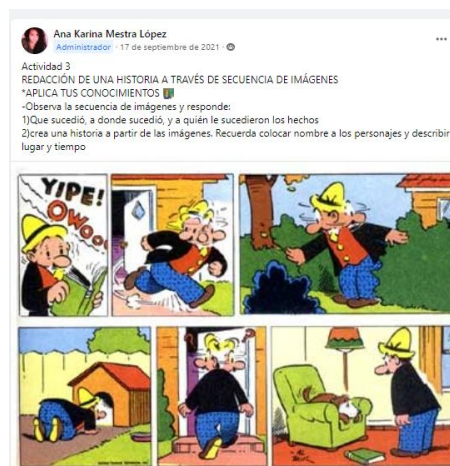 Ana Karina Mestra López
Administrador · 17 de septiembre de 2021 ·
Actividad 3
REDACCIÓN DE UNA HISTORIA A TRAVÉS DE SECUENCIA DE IMÁGENES
*APLICA TUS CONOCIMIENTOS
-Observa la secuencia de imágenes y responde:
1)Que sucedió, a donde sucedió, y a quién le sucedieron los hechos
2)crea una historia a partir de las imágenes. Recuerda colocar nombre a los personajes y describir
lugar y tiempo
YIPE!
OWOO
? ?